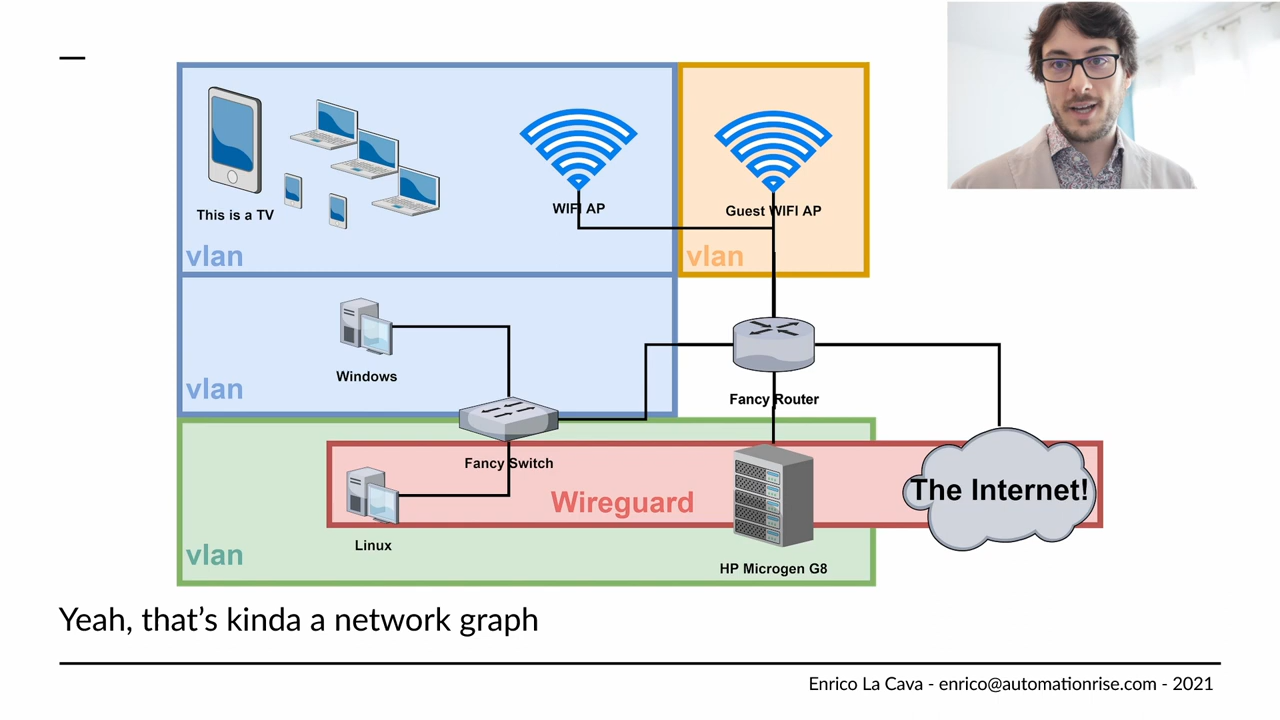 This is a TV
WIFI AP
Guest WIFI AP
vlan
vlan
Windows
vlan
Fancy Router
Fancy Switch
Wireguard
The Internet!
Linux
vlan
HP Microgen G8
Yeah, that's kinda a network graph
Enrico La Cava - enrico@automationrise.com - 2021